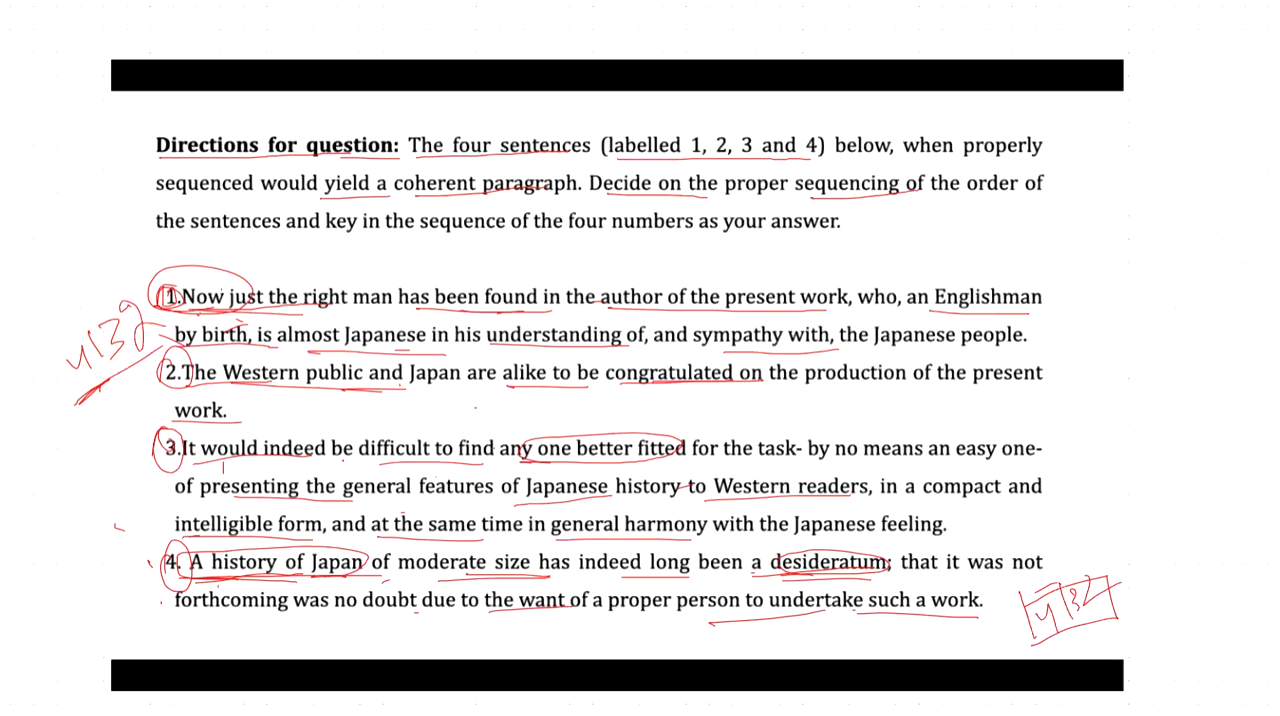 Directions for question: The four sentences (labelled 1, 2, 3 and 4) below, when properly
sequenced would yield a coherent paragraph. Decide on the proper sequencing of the order of
the sentences and key in the sequence of the four numbers as your answer.
1.Now just the right man has been found in the author of the present work, who, an Englishman
by birth, is almost Japanese in his understanding of, and sympathy with, the Japanese people.
4132
2.The Western public and Japan are alike to be congratulated on the production of the present
work.
3.It would indeed be difficult to find any one better fitted for the task- by no means an easy one-
of presenting the general features of Japanese history to Western readers, in a compact and
intelligible form, and at the same time in general harmony with the Japanese feeling.
4. A history of Japan of moderate size has indeed long been a desideratum; that it was not
forthcoming was no doubt due to the want of a proper person to undertake such a work.
4132